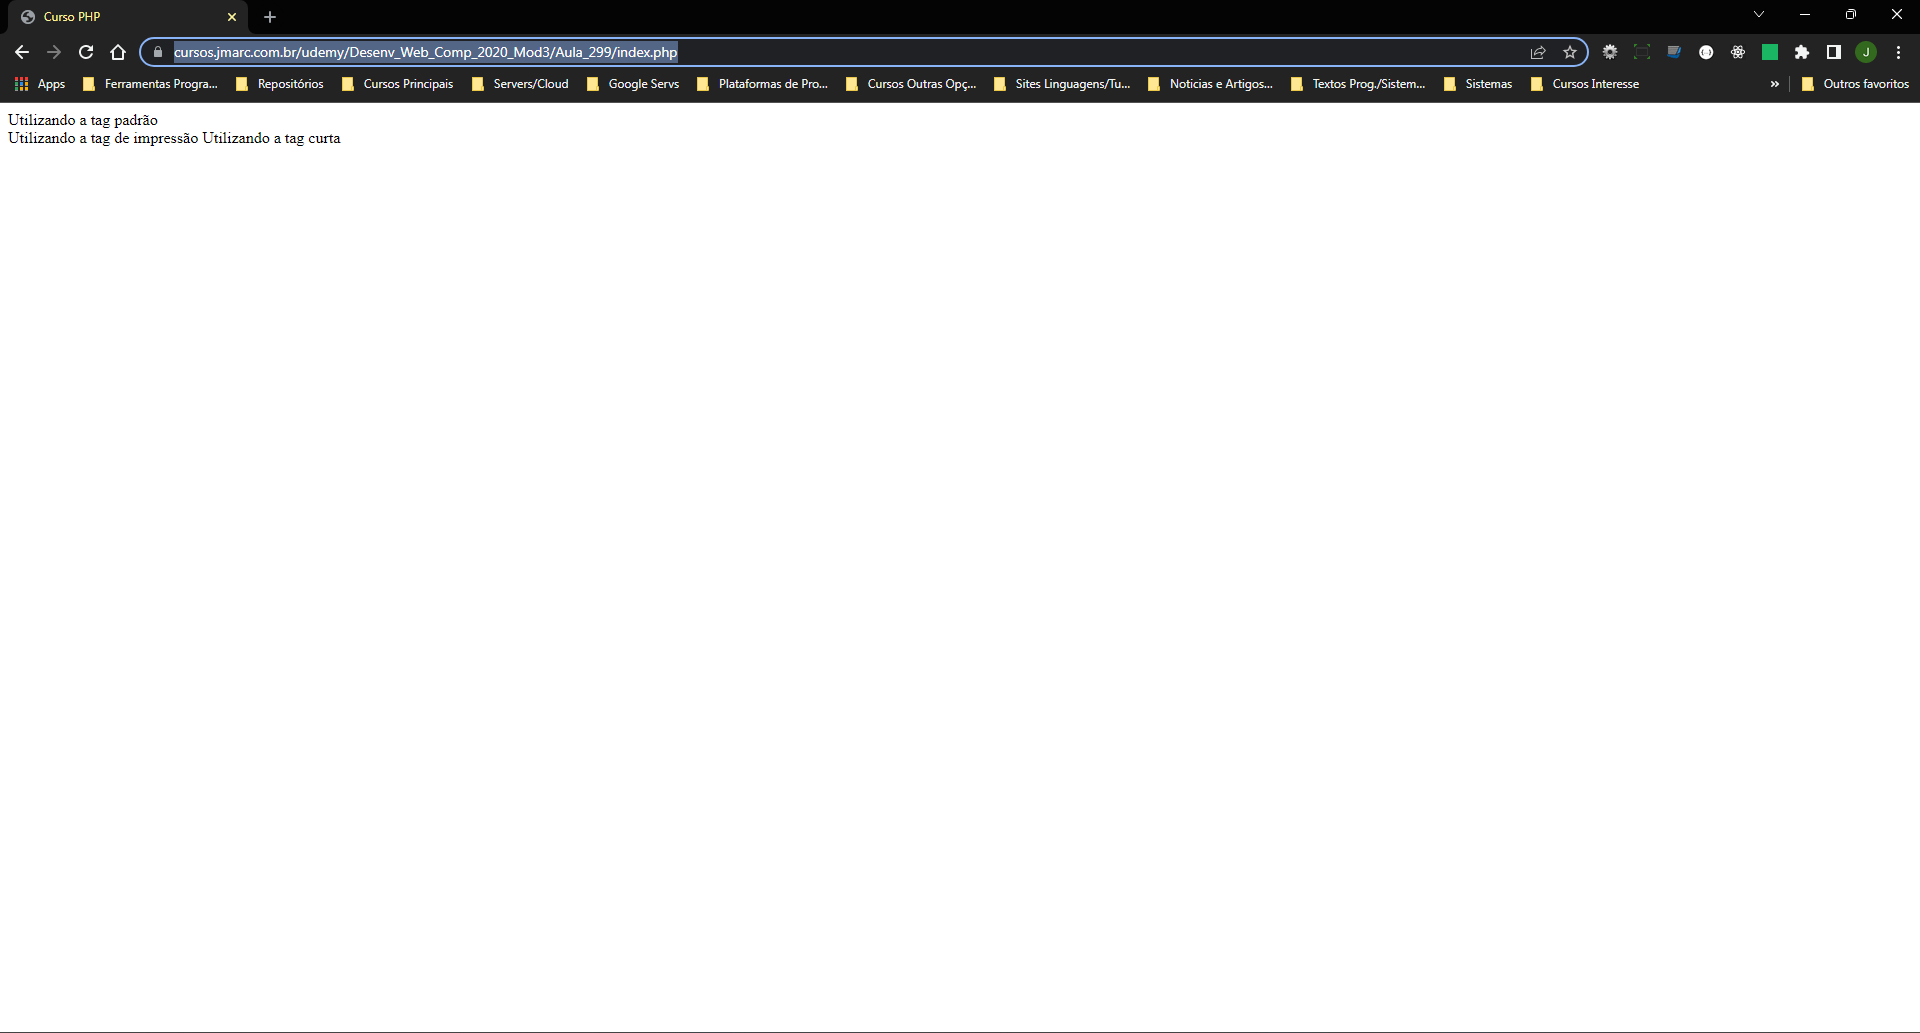 Curso PHP
cursos.jmarc.com.br/udemy/Desenv_Web_Comp_2020_Mod3/Aula_299/index.php
J
Apps Ferramentas Progra... Repositórios Cursos Principais Servers/Cloud Google Servs Plataformas de Pro... Cursos Outras Opç... Sites Linguagens/Tu... Noticias e Artigos... Textos Prog./Sistem... Sistemas Cursos Interesse » Outros favoritos
Utilizando a tag padrão
Utilizando a tag de impressão Utilizando a tag curta